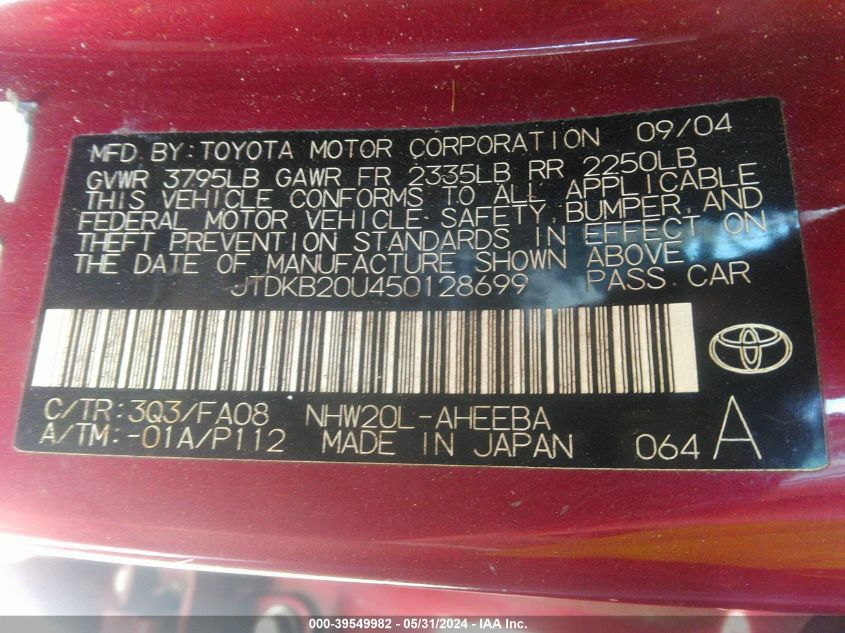 MFD. BY: TOYOTA MOTOR CORPORATION 09/04
GVWR 3795LB GAWR FR 2335LB RR 2250LB
THIS VEHICLE CONFORMS TO ALL APPLICABLE
FEDERAL MOTOR VEHICLE SAFETY, BUMPER, AND
THEFT PREVENTION STANDARDS IN EFFECT ON
THE DATE OF MANUFACTURE SHOWN ABOVE.
JTDKB20U450128699 PASS. CAR
C/TR: 3Q3/FA08 NHW20L-AHEEBA
A/TM: -01A/P112 MADE IN JAPAN 064 A
000-39549982 - 05/31/2024 - IAA Inc.